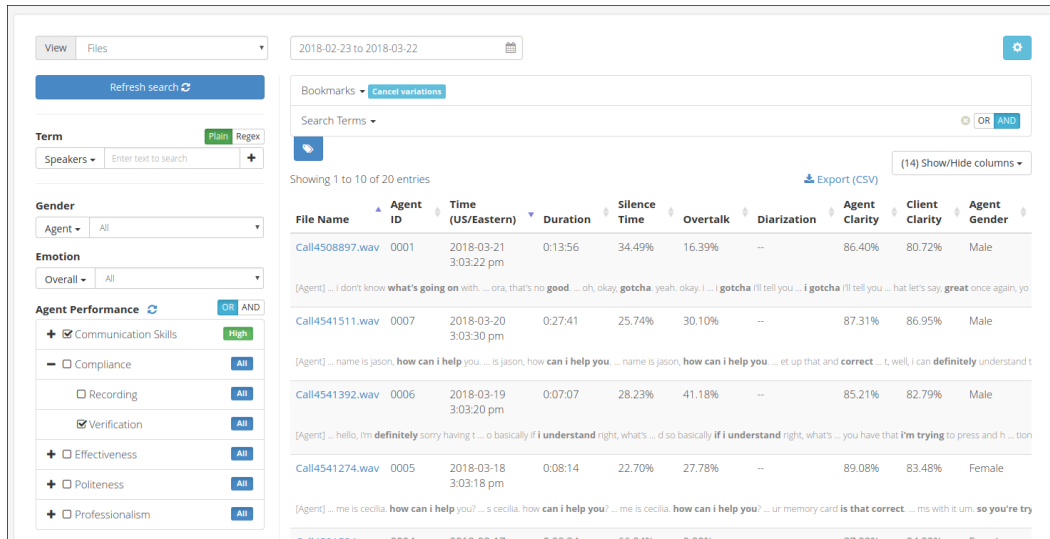 View Files
2018-02-23 to 2018-03-22
Refresh search
Bookmarks Cancel variations
Search Terms
OR AND
Term Plain Regex
Speakers Enter text to search
(14) Show/Hide columns
Showing 1 to 10 of 20 entries
Export (CSV)
Gender
Agent All
Emotion
Overall All
Agent Performance OR AND
Communication Skills High
Compliance All
Recording All
Verification All
Effectiveness All
Politeness All
Professionalism All
File Name Agent ID Time (US/Eastern) Duration Silence Time Overtalk Diarization Agent Clarity Client Clarity Agent Gender
Call4508897.wav 0001 2018-03-21 0:13:56 34.49% 16.39% -- 86.40% 80.72% Male
3:03:22 pm
[Agent] ... i don't know what's going on with. ... ora, that's no good. ... oh, okay, gotcha. yeah. okay. i ... i gotcha i'll tell you ... i gotcha i'll tell you ... hat let's say, great once again, yo
Call4541511.wav 0007 2018-03-20 0:27:41 25.74% 30.10% -- 87.31% 86.95% Male
3:03:30 pm
[Agent] ... name is jason, how can i help you. ... is jason, how can i help you. ... name is jason, how can i help you. ... et up that and correct ... t, well, i can definitely understand t
Call4541392.wav 0006 2018-03-19 0:07:07 28.23% 41.18% -- 85.21% 82.79% Male
3:03:20 pm
[Agent] ... hello, i'm definitely sorry having t ... o basically if i understand right, what's ... d so basically if i understand right, what's ... you have that i'm trying to press and h ... tion
Call4541274.wav 0005 2018-03-18 0:08:14 22.70% 27.78% -- 89.08% 83.48% Female
3:03:18 pm
[Agent] ... me is cecilia. how can i help you? ... s cecilia. how can i help you? ... me is cecilia. how can i help you? ... ur memory card is that correct. ... ms with it um. so you're try